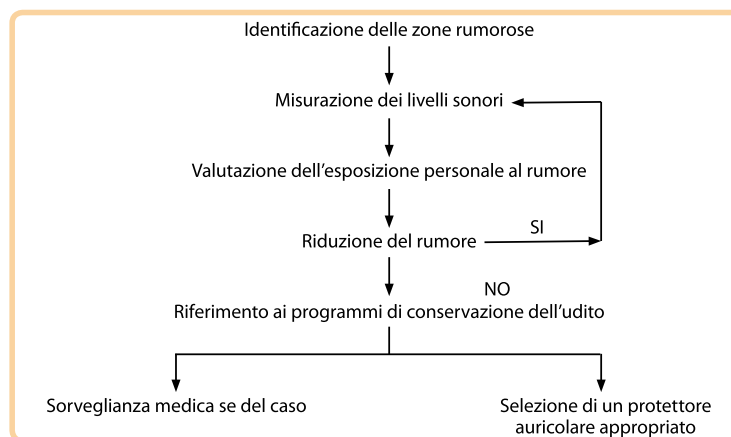 Identificazione delle zone rumorose
Misurazione dei livelli sonori
Valutazione dell'esposizione personale al rumore
SI
Riduzione del rumore
NO
Riferimento ai programmi di conservazione dell'udito
Sorveglianza medica se del caso
Selezione di un protettore
auricolare appropriato